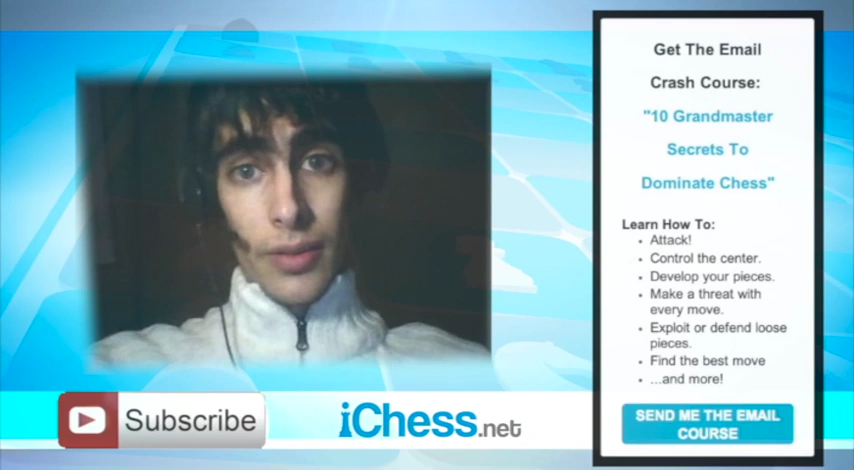 Get The Email
Crash Course:
"10 Grandmaster
Secrets To
Dominate Chess"
Learn How To:
• Attack!
• Control the center.
• Develop your pieces.
• Make a threat with
every move.
• Exploit or defend loose
pieces.
• Find the best move
• ...and more!
SEND ME THE EMAIL
COURSE
Subscribe
iChess.net